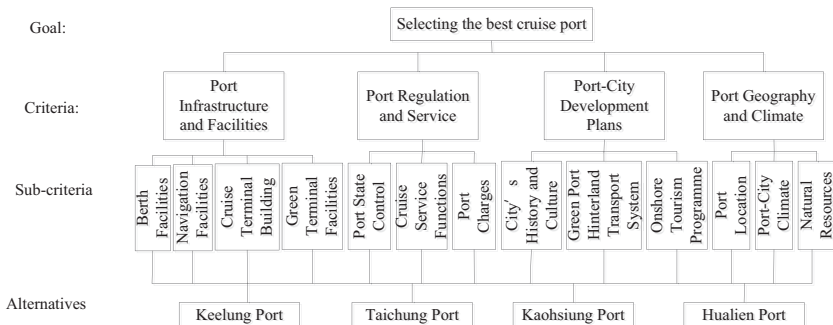 Goal:
Selecting the best cruise port
Criteria:
Port
Infrastructure
and Facilities
Port Regulation
and Service
Port-City
Development
Plans
Port Geography
and Climate
Sub-criteria
Berth
Facilities
Navigation
Facilities
Cruise
Terminal
Building
Green
Terminal
Facilities
Port State
Control
Cruise
Service
Functions
Port
Charges
City's
History and
Culture
Green Port
Hinterland
Transport
System
Onshore
Tourism
Programme
Port
Location
Port-City
Climate
Natural
Resources
Alternatives
Keelung Port
Taichung Port
Kaohsiung Port
Hualien Port